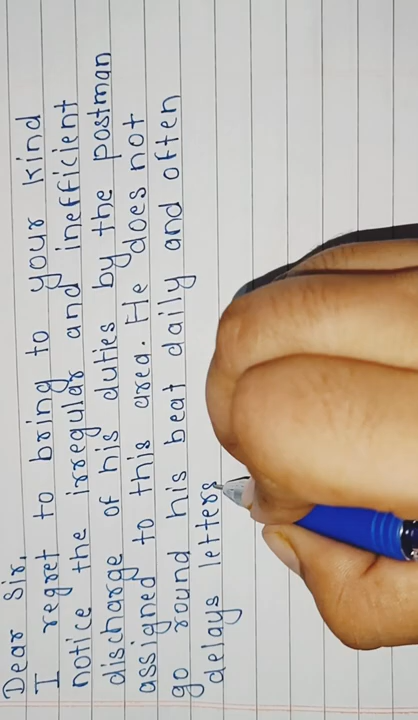 Dear Sir,
I regret to bring to your kind
notice the irregular and inefficient
discharge of his duties by the postman
assigned to this area. He does not
go round his beat daily and often
delays letters